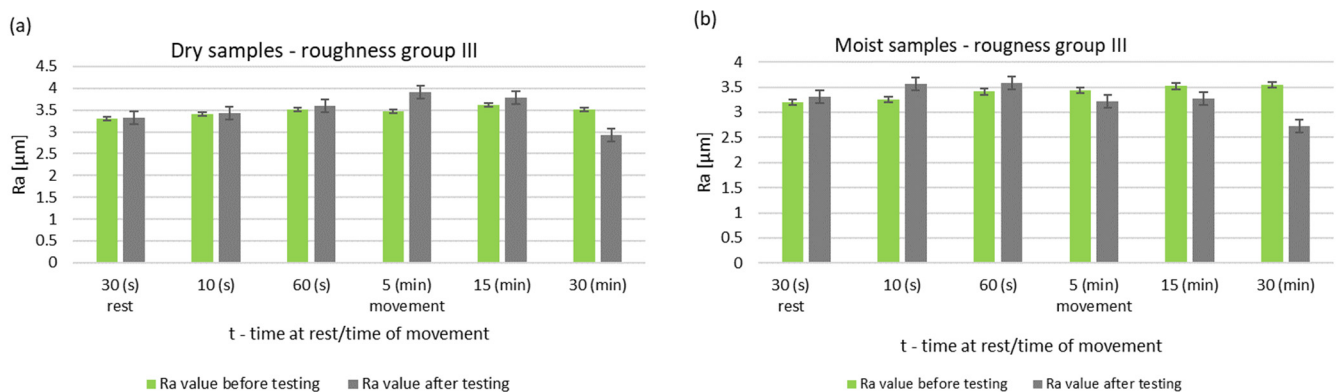 (a)
Dry samples - roughness group III
4.5
4
3.5
3
2.5
2
1.5
1
0.5
0
Ra [µm]
30 (s) 10 (s) 60 (s) 5 (min) 15 (min) 30 (min)
rest movement
t - time at rest/time of movement
Ra value before testing Ra value after testing
(b)
Moist samples - rougness group III
4
3.5
3
2.5
2
1.5
1
0.5
0
Ra [µm]
30 (s) 10 (s) 60 (s) 5 (min) 15 (min) 30 (min)
rest movement
t - time at rest/time of movement
Ra value before testing Ra value after testing